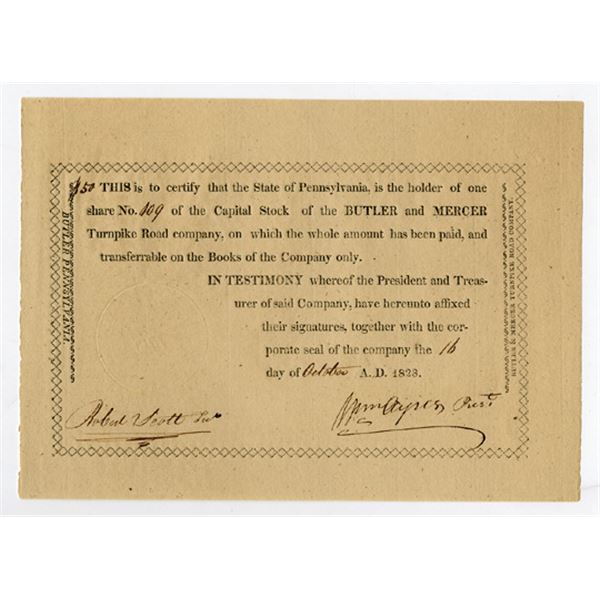 $50 THIS is to certify that the State of Pennsylvania, is the holder of one
share No. 109 of the Capital Stock of the BUTLER and MERCER
Turnpike Road company, on which the whole amount has been paid, and
transferrable on the Books of the Company only.
IN TESTIMONY whereof the President and Treas-
urer of said Company, have hereunto affixed
their signatures, together with the cor-
porate seal of the company the 16
day of October A. D. 1828.
Robert Scott
Wm Ayres Prest
BUTLER PENNSYLVANIA
BUTLER & MERCER TURNPIKE ROAD COMPANY.